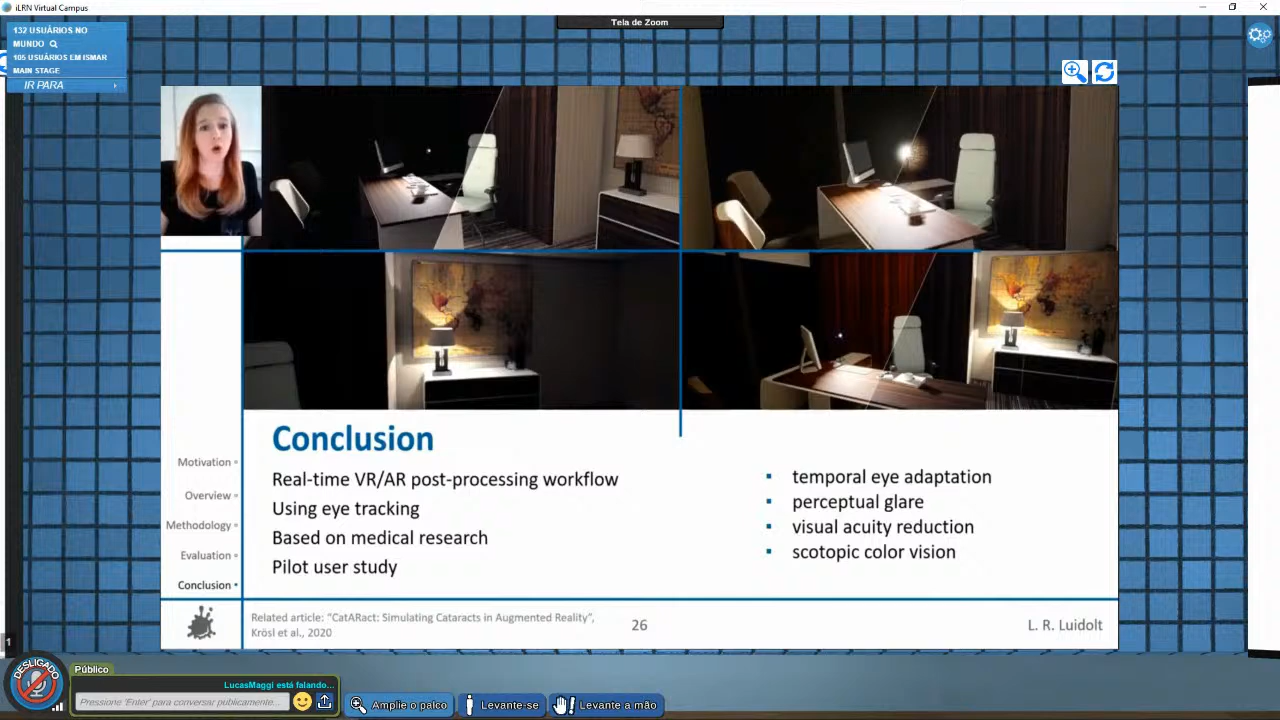 iLRN Virtual Campus
Tela de Zoom
132 USUÁRIOS NO
MUNDO
105 USUÁRIOS EM ISMAR
MAIN STAGE
IR PARA
Conclusion
Real-time VR/AR post-processing workflow
Using eye tracking
Based on medical research
Pilot user study
▪ temporal eye adaptation
▪ perceptual glare
▪ visual acuity reduction
▪ scotopic color vision
Motivation
Overview
Methodology
Evaluation
Conclusion
Related article: "CatARact: Simulating Cataracts in Augmented Reality",
Krösl et al., 2020
26
L. R. Luidolt
1
DESLIGADO
Público
LucasMaggi está falando...
Pressione 'Enter' para conversar publicamente...
Amplie o palco
Levante-se
Levante a mão